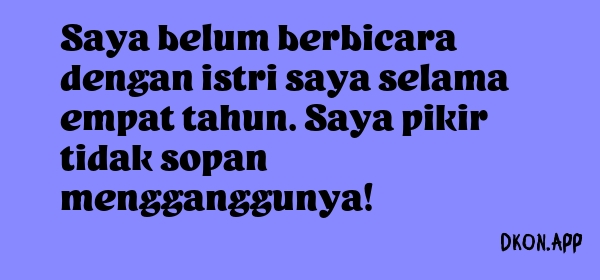 Saya belum berbicara
dengan istri saya selama
empat tahun. Saya pikir
tidak sopan
mengganggunya!
DKON.APP